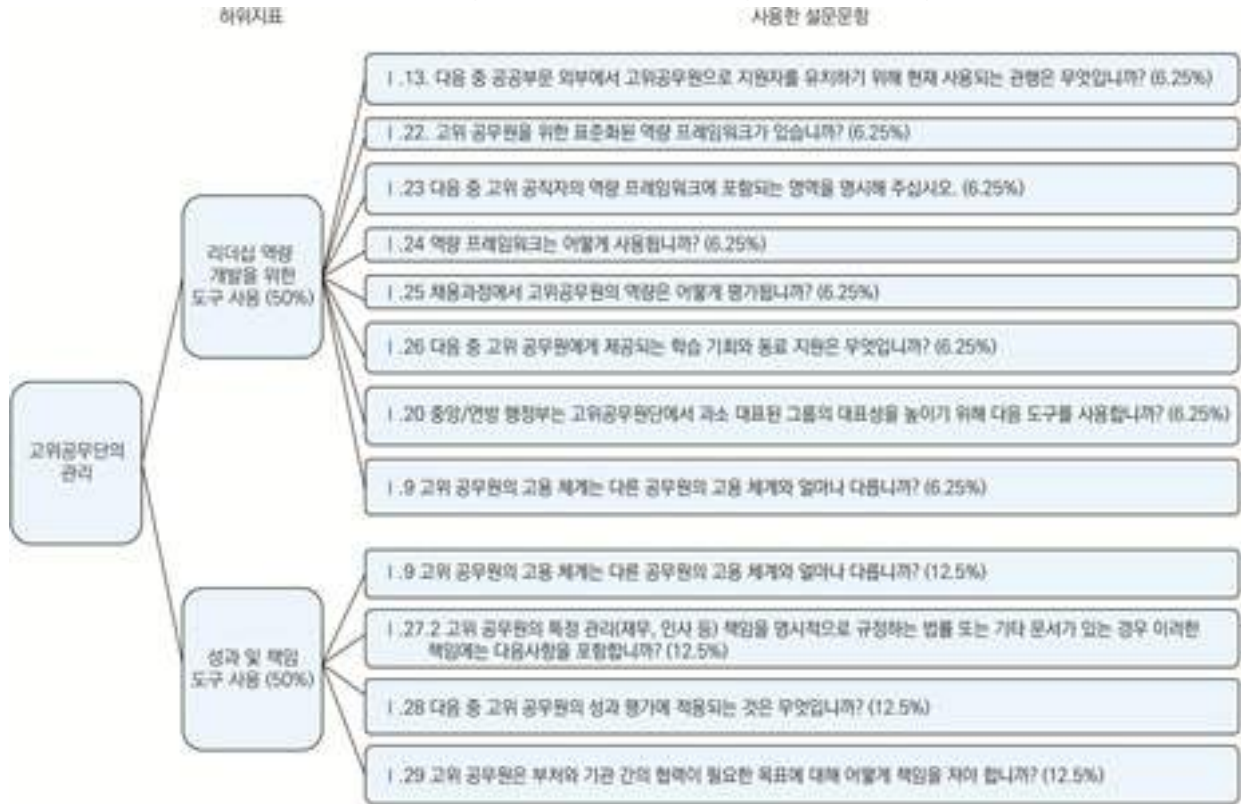 하위지표
사용한 설문문항
고위공무단의
관리
리더십 역량
개발을 위한
도구 사용 (50%)
Ⅰ.13. 다음 중 공공부문 외부에서 고위공무원으로 지원자를 유치하기 위해 현재 사용되는 관행은 무엇입니까? (6.25%)
Ⅰ.22. 고위 공무원을 위한 표준화된 역량 프레임워크가 있습니까? (6.25%)
Ⅰ.23 다음 중 고위 공직자의 역량 프레임워크에 포함되는 영역을 명시해 주십시오. (6.25%)
Ⅰ.24 역량 프레임워크는 어떻게 사용됩니까? (6.25%)
Ⅰ.25 채용과정에서 고위공무원의 역량은 어떻게 평가됩니까? (6.25%)
Ⅰ.26 다음 중 고위 공무원에게 제공되는 학습 기회와 동료 지원은 무엇입니까? (6.25%)
Ⅰ.20 중앙/연방 행정부는 고위공무원단에서 과소 대표된 그룹의 대표성을 높이기 위해 다음 도구를 사용합니까? (6.25%)
Ⅰ.9 고위 공무원의 고용 체계는 다른 공무원의 고용 체계와 얼마나 다릅니까? (6.25%)
성과 및 책임
도구 사용 (50%)
Ⅰ.9 고위 공무원의 고용 체계는 다른 공무원의 고용 체계와 얼마나 다릅니까? (12.5%)
Ⅰ.27.2 고위 공무원의 특정 관리(재무, 인사 등) 책임을 명시적으로 규정하는 법률 또는 기타 문서가 있는 경우 이러한
책임에는 다음사항을 포함합니까? (12.5%)
Ⅰ.28 다음 중 고위 공무원의 성과 평가에 적용되는 것은 무엇입니까? (12.5%)
Ⅰ.29 고위 공무원은 부처와 기관 간의 협력이 필요한 목표에 대해 어떻게 책임을 져야 합니까? (12.5%)